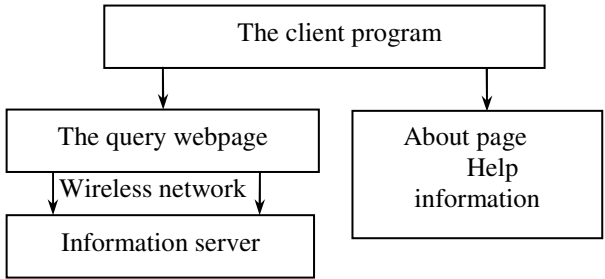 The client program
The query webpage
Wireless network
Information server
About page
Help
information